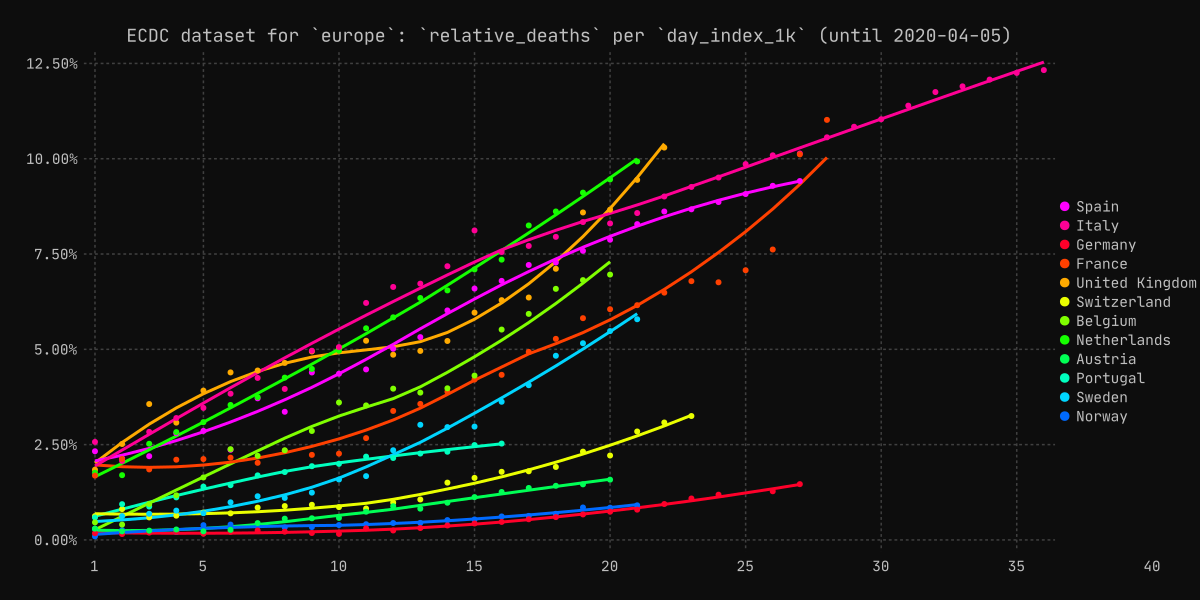 ECDC dataset for `europe`: `relative_deaths` per `day_index_1k` (until 2020-04-05)
12.50%
10.00%
7.50%
5.00%
2.50%
0.00%
1 5 10 15 20 25 30 35 40
Spain
Italy
Germany
France
United Kingdom
Switzerland
Belgium
Netherlands
Austria
Portugal
Sweden
Norway